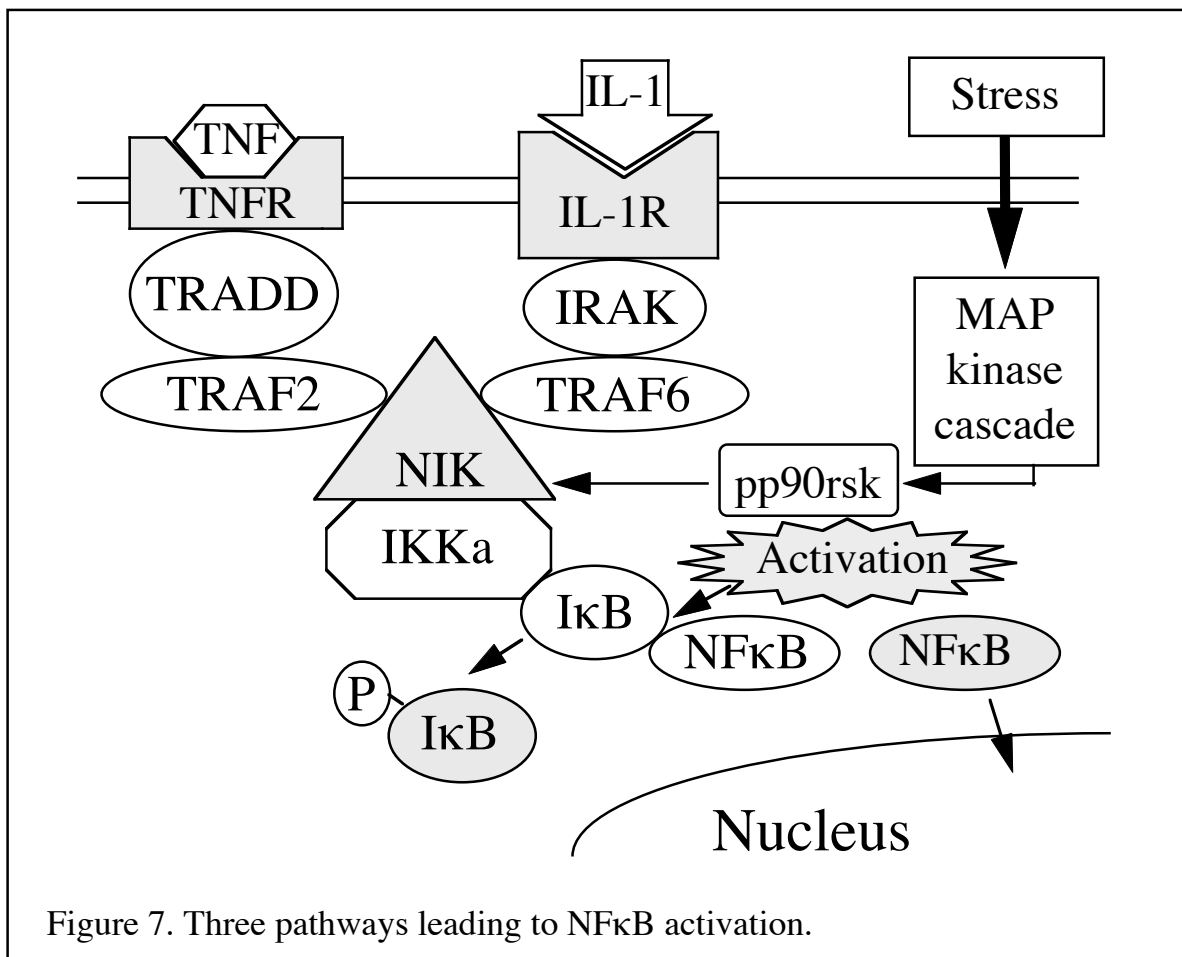 IL-1
Stress
TNF
TNFR
IL-1R
TRADD
IRAK
MAP
kinase
cascade
TRAF2
TRAF6
NIK
pp90rsk
IKKa
Activation
IκB
NFκB
NFκB
P
IκB
Nucleus
Figure 7. Three pathways leading to NFκB activation.